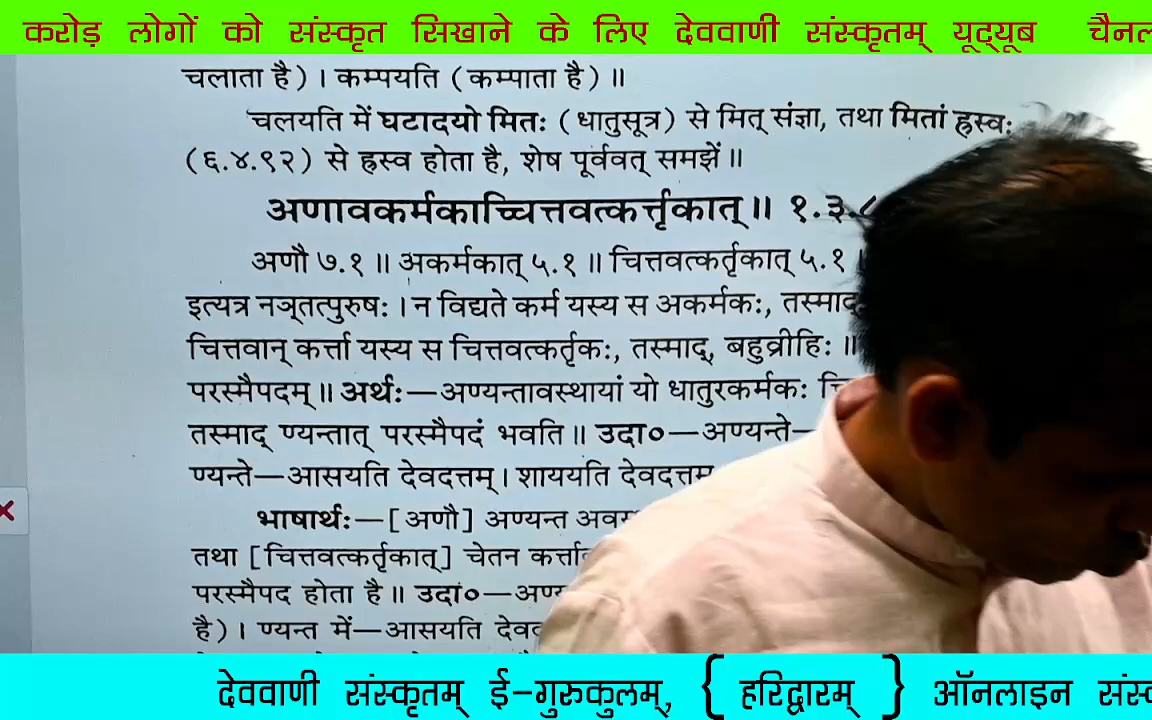 करोड़ लोगों को संस्कृत सिखाने के लिए देववाणी संस्कृतम् यूट्यूब
चलाता है) । कम्पयति (कम्पाता है) ॥
चलयति में घटादयो मितः (धातुसूत्र) से मित् संज्ञा, तथा मितां ह्रस्वः
(६.४.९२) से ह्रस्व होता है, शेष पूर्ववत् समझें ॥
अणावकर्मकाच्चित्तवत्कर्त्तृकात् ॥ १.३.
अणौ ७.१ ॥ अकर्मकात् ५.१ ॥ चित्तवत्कर्तृकात् ५.१
इत्यत्र नञ्तत्पुरुषः । न विद्यते कर्म यस्य स अकर्मकः, तस्माद्
चित्तवान् कर्त्ता यस्य स चित्तवत्कर्तृकः, तस्माद्, बहुव्रीहिः ॥
परस्मैपदम् ॥ अर्थः—अण्यन्तावस्थायां यो धातुरकर्मकः
तस्माद् ण्यन्तात् परस्मैपदं भवति ॥ उदा०—अण्यन्ते—
ण्यन्ते—आसयति देवदत्तम् । शाययति देवदत्तम्
भाषार्थः—[अणौ] अण्यन्त
तथा [चित्तवत्कर्तृकात्] चेतन
परस्मैपद होता है ॥ उदा०—
है) । ण्यन्त में—आसयति
देववाणी संस्कृतम् ई-गुरुकुलम्, { हरिद्वारम् } ऑनलाइन